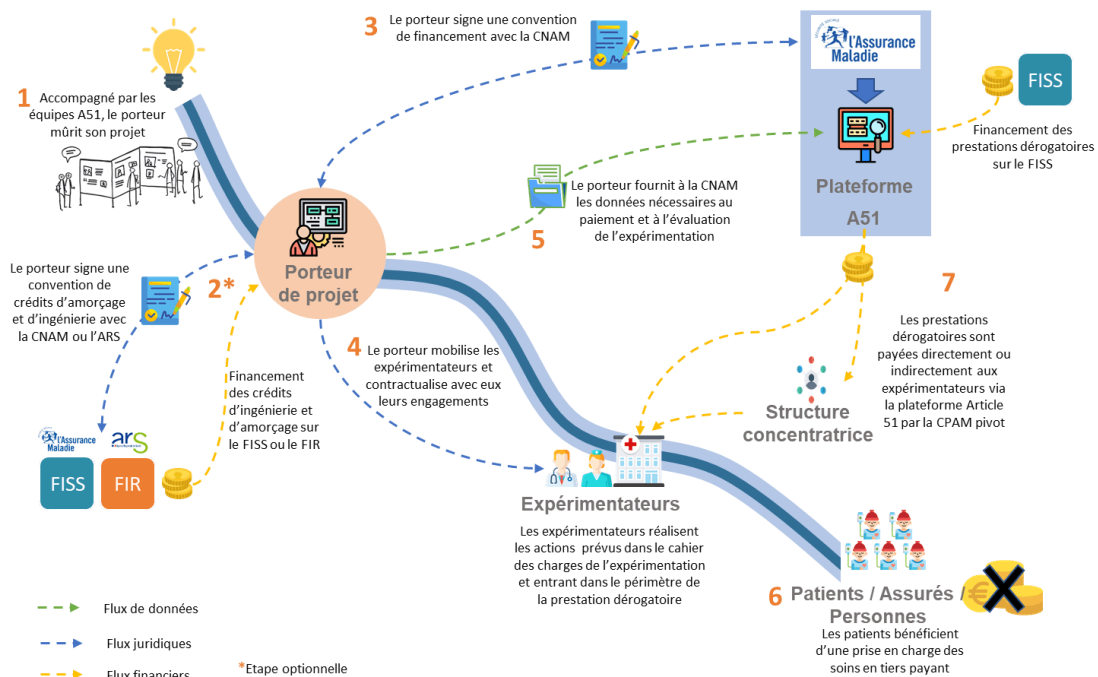 1
Accompagné par les
équipes A51, le porteur
mûrit son projet
3
Le porteur signe une convention
de financement avec la CNAM
l'Assurance
Maladie
FISS
Financement des
prestations dérogatoires
sur le FISS
Plateforme
A51
Le porteur fournit à la CNAM
les données nécessaires au
paiement et à l'évaluation
de l'expérimentation
5
Porteur
de projet
Le porteur signe une
convention de
crédits d'amorçage
et d'ingénierie avec
la CNAM ou l'ARS
2*
Financement
des crédits
d'ingénierie et
d'amorçage sur
le FISS ou le FIR
l'Assurance
Maladie
ars
FISS
FIR
4
Le porteur mobilise les
expérimentateurs et
contractualise avec eux
leurs engagements
7
Les prestations
dérogatoires sont
payées directement ou
indirectement aux
expérimentateurs via
la plateforme Article
51 par la CPAM pivot
Structure
concentratrice
Expérimentateurs
Les expérimentateurs réalisent
les actions prévus dans le cahier
des charges de l'expérimentation
et entrant dans le périmètre de
la prestation dérogatoire
6
Patients / Assurés /
Personnes
Les patients bénéficient
d'une prise en charge des
soins en tiers payant
Flux de données
Flux juridiques
Flux financiers
*Etape optionnelle